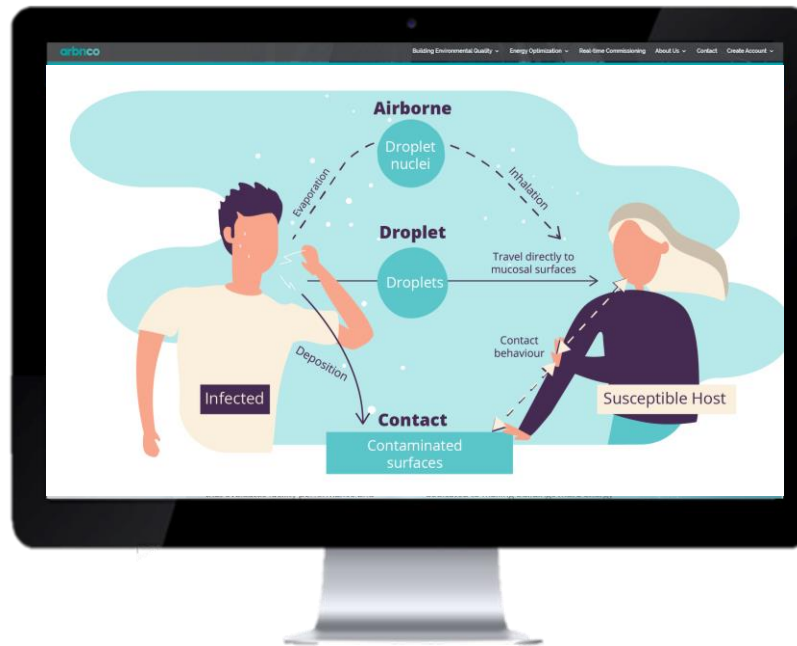 arbnco
Building Environmental Quality Energy Optimization Real-time Commissioning About Us Contact Create Account
Airborne
Droplet
nuclei
Evaporation
Inhalation
Droplet
Droplets
Travel directly to
mucosal surfaces
Contact
behaviour
Deposition
Infected
Susceptible Host
Contact
Contaminated
surfaces